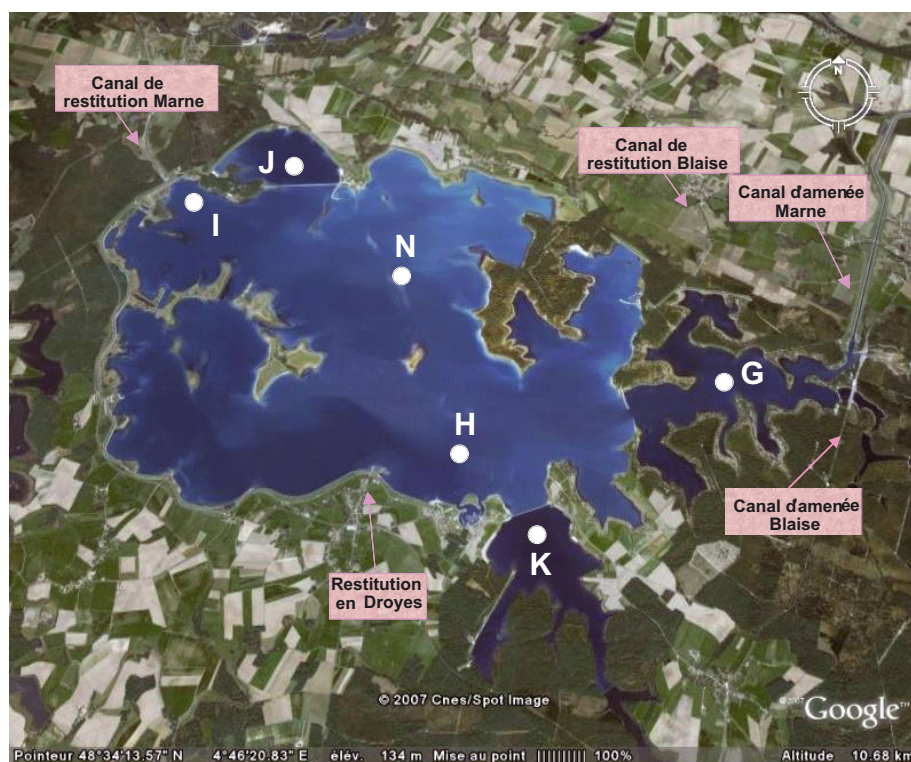 Canal de
restitution Marne
Canal de
restitution Blaise
Canal d'amenée
Marne
N
J
I
N
G
H
K
Canal d'amenée
Blaise
Restitution
en Droyes
© 2007 Cnes/Spot Image
©2007 Google™
Pointeur 48°34'13.57" N 4°46'20.83" E élév. 134 m Mise au point |||||||||| 100% Altitude 10.68 km